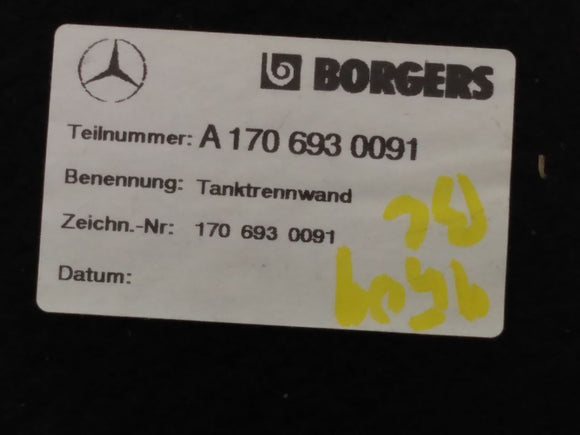 BORGERS
Teilnummer: A 170 693 0091
Benennung: Tanktrennwand
Zeichn.-Nr: 170 693 0091
Datum: